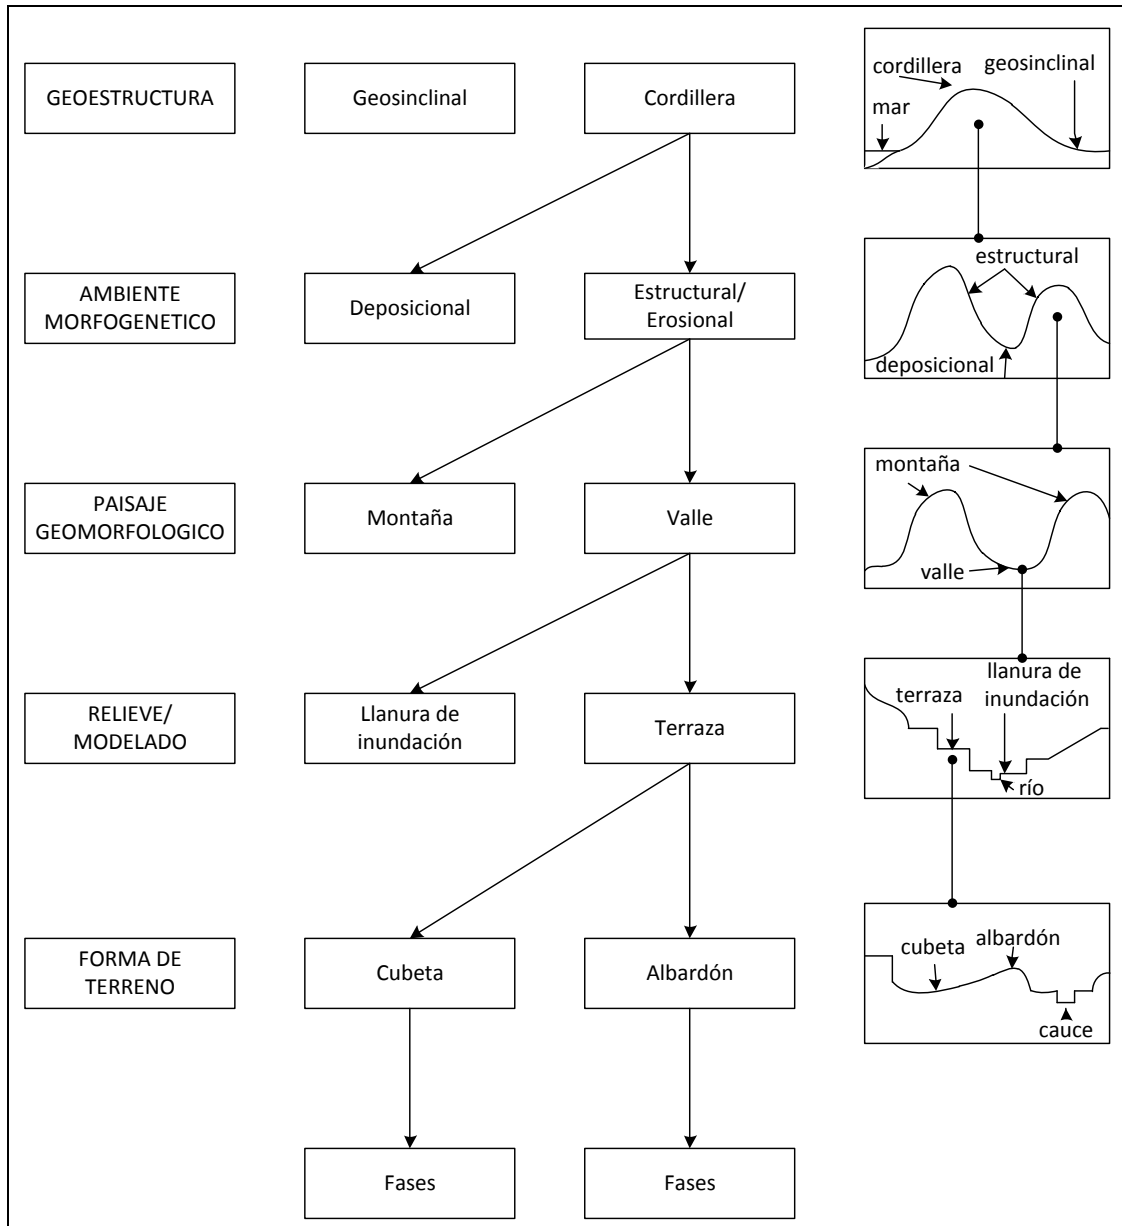 GEOESTRUCTURA
Geosinclinal
Cordillera
cordillera
geosinclinal
mar
AMBIENTE
MORFOGENETICO
Deposicional
Estructural/
Erosional
estructural
deposicional
PAISAJE
GEOMORFOLOGICO
Montaña
Valle
montaña
valle
RELIEVE/
MODELADO
Llanura de
inundación
Terraza
terraza
llanura de
inundación
río
FORMA DE
TERRENO
Cubeta
Albardón
cubeta
albardón
cauce
Fases
Fases